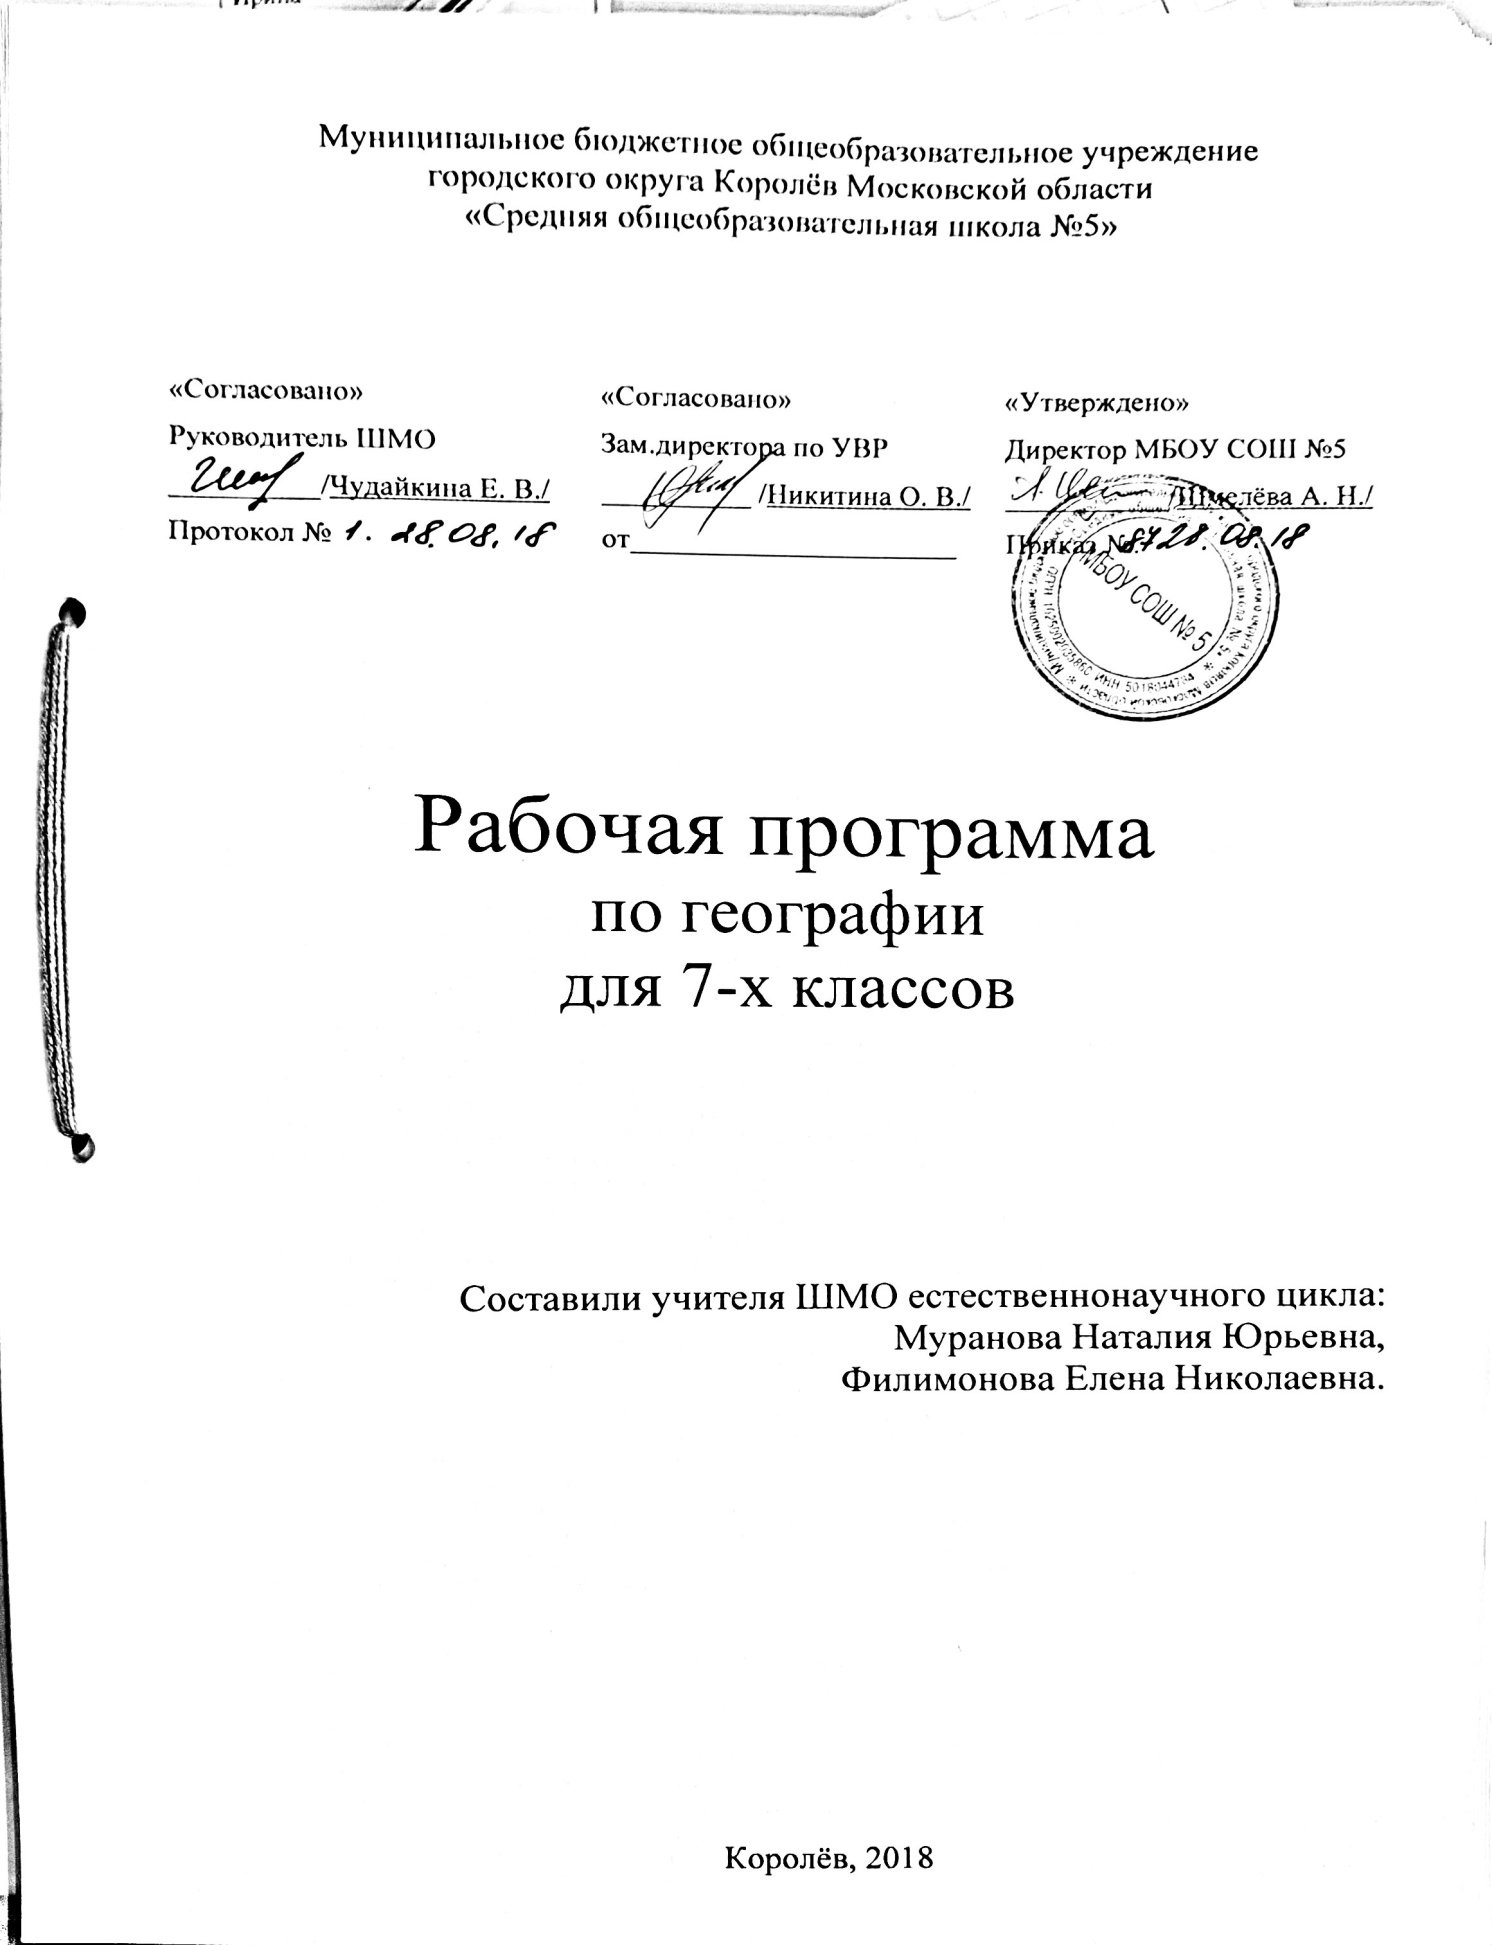 Муниципальное бюджетное общеобразовательное учреждение
городского округа Королёв Московской области
«Средняя общеобразовательная школа №5»
«Согласовано»
Руководитель ШМО
/Чудайкина Е. В./
Протокол № 1. 28.08.18
«Согласовано»
Зам.директора по УВР
/Никитина О. В./
от
«Утверждено»
Директор МБОУ СОШ №5
/Шмелёва А. Н./
Приказ № 87 28.08.18
МБОУ СОШ № 5
Рабочая программа
по географии
для 7-х классов
Составили учителя ШМО естественнонаучного цикла:
Муранова Наталия Юрьевна,
Филимонова Елена Николаевна.
Королёв, 2018